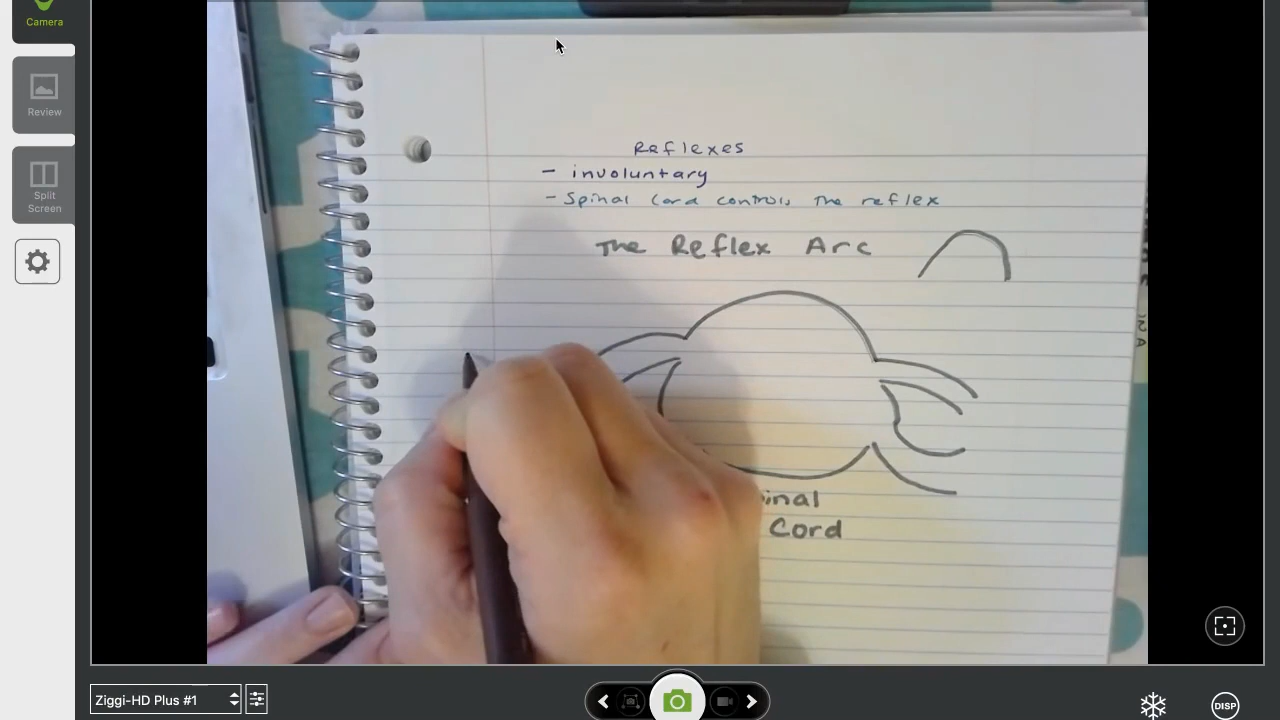 Camera
Review
Split
Screen
Reflexes
- involuntary
- Spinal Cord controls the reflex
The Reflex Arc
inal
Cord
Ziggi-HD Plus #1
DISP